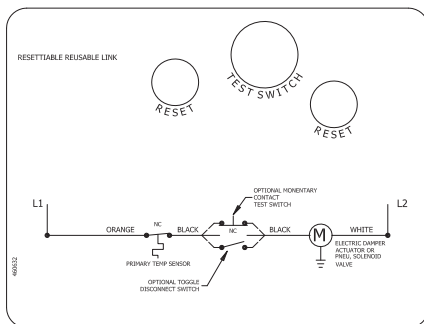 RESETTIABLE REUSABLE LINK
TEST SWITCH
RESET
RESET
L1
L2
OPTIONAL MONENTARY
CONTACT
TEST SWITCH
ORANGE
NC
BLACK
NC
BLACK
M
WHITE
PRIMARY TEMP SENSOR
ELECTRIC DAMPER
ACTUATOR OR
PNEU, SOLENOID
VALVE
OPTIONAL TOGGLE
DISCONNECT SWITCH
460632